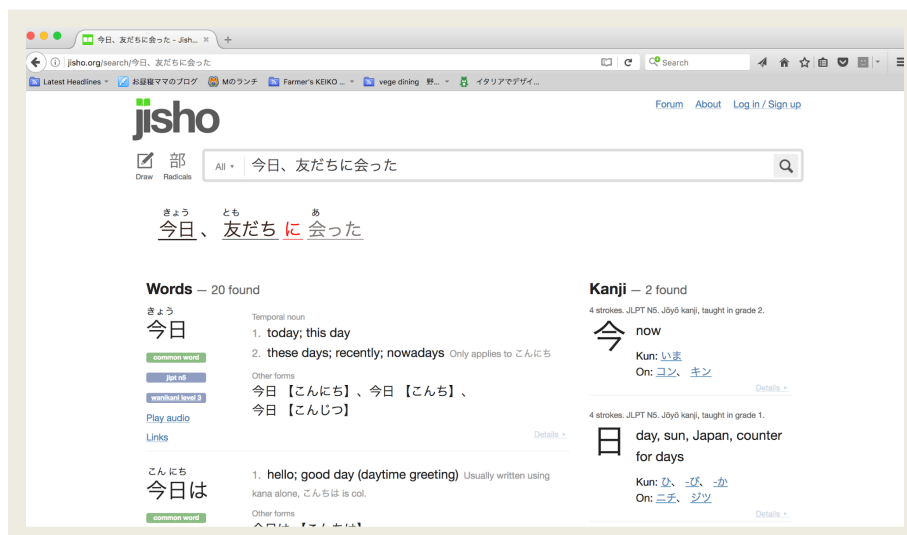 今日、友だちに会った - Jish... × +
jisho.org/search/今日、友だちに会った Search
Latest Headlines お昼寝ママのブログ Mのランチ Farmer's KEIKO ... vege dining 野... イタリアでデザイ...
jisho
Forum About Log in / Sign up
Draw 部 Radicals All 今日、友だちに会った
きょう とも あ
今日、友だちに会った
Words — 20 found
きょう
今日
common word
jlpt n5
wanikani level 3
Play audio
Links
Temporal noun
1. today; this day
2. these days; recently; nowadays Only applies to こんにち
Other forms
今日 【こんにち】、今日 【こんち】、
今日 【こんじつ】
Details
こんにち
今日は
common word
1. hello; good day (daytime greeting) Usually written using
kana alone, こんちは is col.
Other forms
今日は 【こんちは】
Kanji — 2 found
4 strokes. JLPT N5. Jōyō kanji, taught in grade 2.
今
now
Kun: いま
On: コン、 キン
Details
4 strokes. JLPT N5. Jōyō kanji, taught in grade 1.
日
day, sun, Japan, counter
for days
Kun: ひ、 -び、 -か
On: ニチ、 ジツ
Details